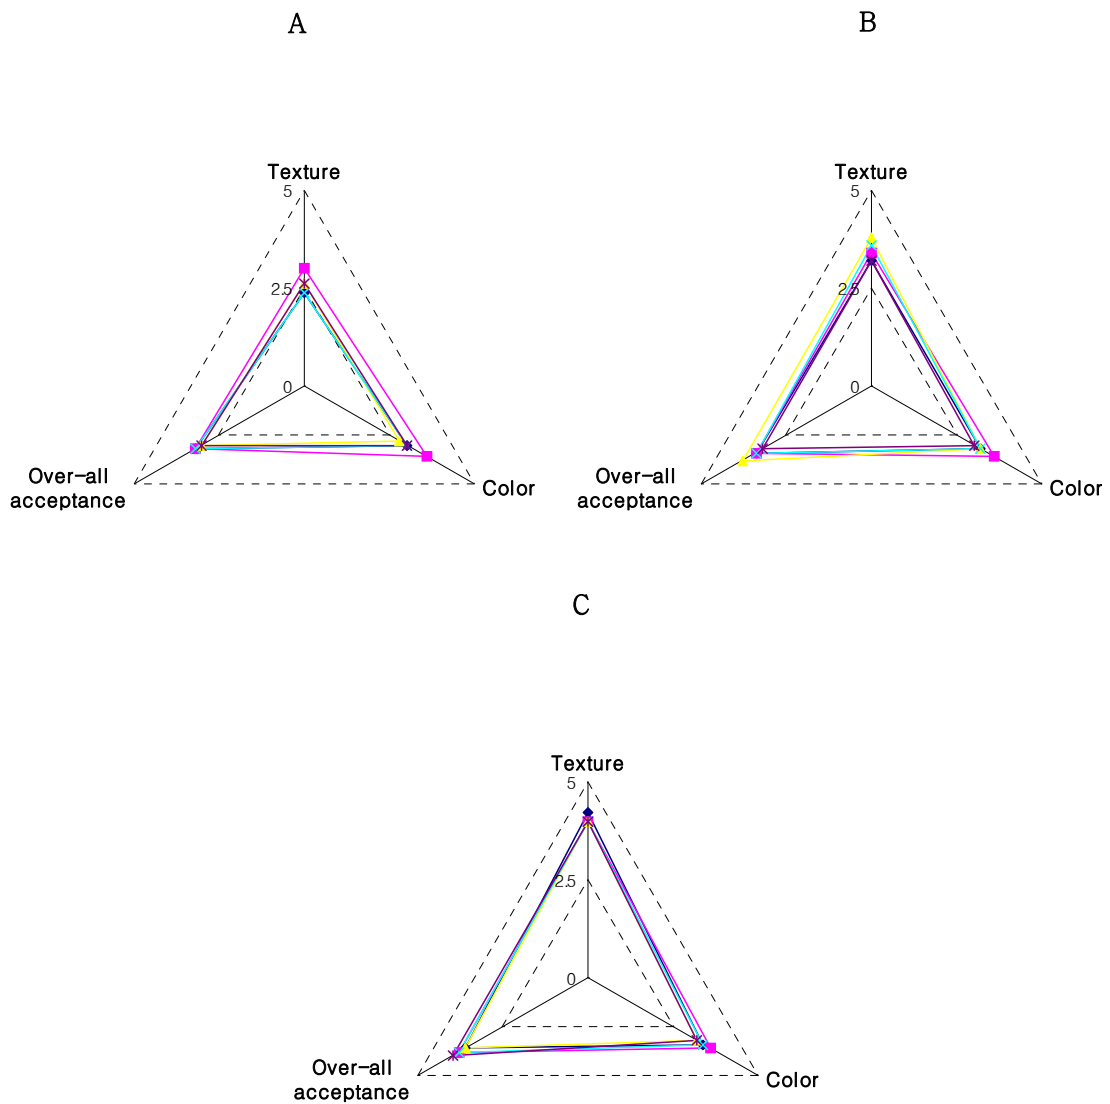 A
B
Texture
5
2.5
0
Over-all
acceptance
Color
Texture
5
2.5
0
Over-all
acceptance
Color
C
Texture
5
2.5
0
Over-all
acceptance
Color